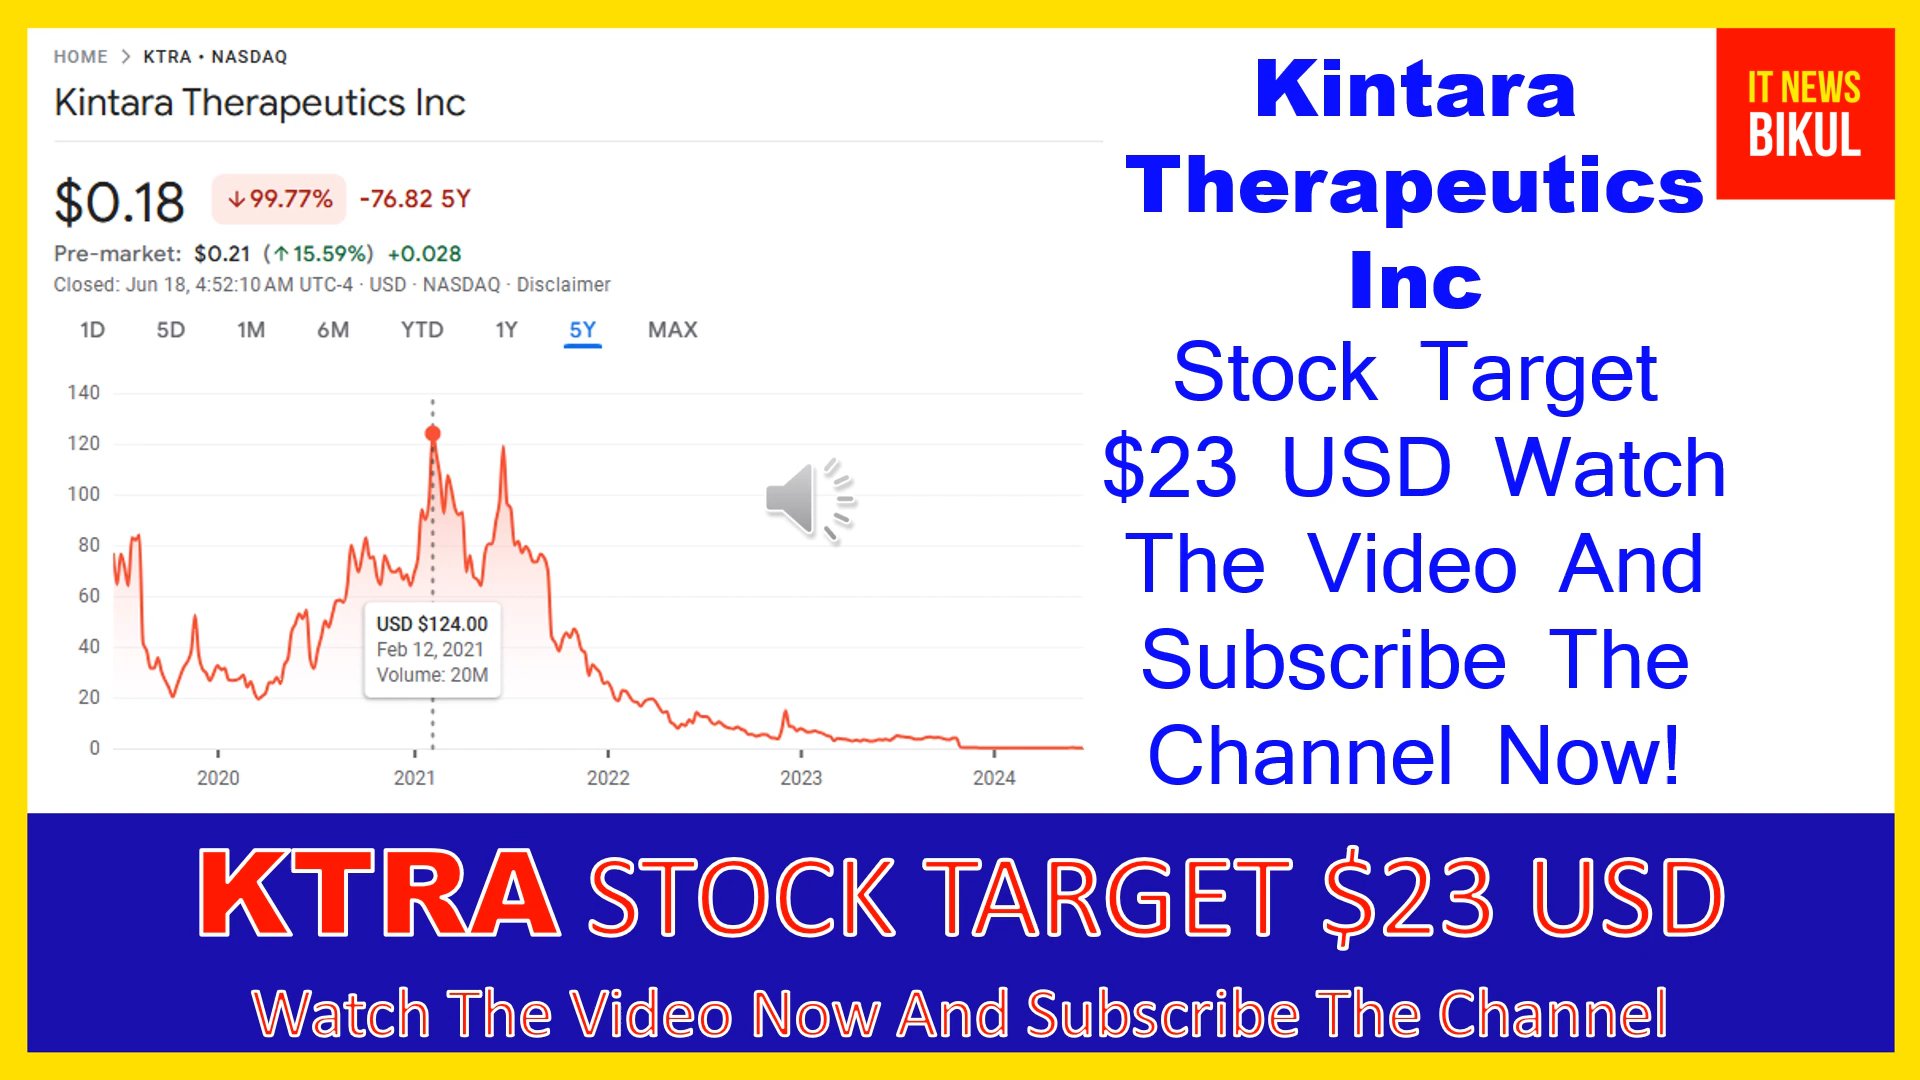 HOME > KTRA • NASDAQ
Kintara Therapeutics Inc
$0.18 ↓99.77% -76.82 5Y
Pre-market: $0.21 (↑15.59%) +0.028
Closed: Jun 18, 4:52:10 AM UTC-4 · USD · NASDAQ · Disclaimer
1D 5D 1M 6M YTD 1Y 5Y MAX
140
120
100
80
60
40
20
0
USD $124.00
Feb 12, 2021
Volume: 20M
2020 2021 2022 2023 2024
Kintara
Therapeutics
Inc
Stock Target
$23 USD Watch
The Video And
Subscribe The
Channel Now!
IT NEWS
BIKUL
KTRA STOCK TARGET $23 USD
Watch The Video Now And Subscribe The Channel